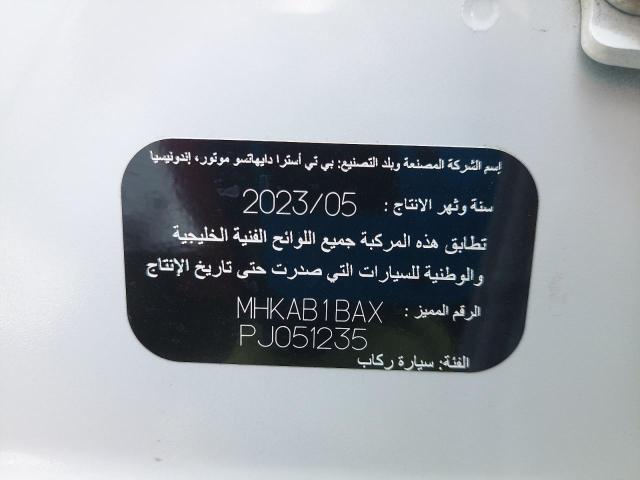 إسم الشركة المصنعة وبلد التصنيع: بي تي أسترا دايهاتسو موتور، إندونيسيا
سنة وشهر الانتاج : 2023/05
تطابق هذه المركبة جميع اللوائح الفنية الخليجية
والوطنية للسيارات التي صدرت حتى تاريخ الإنتاج
الرقم المميز : MHKAB1BAX
PJ051235
الفئة: سيارة ركاب